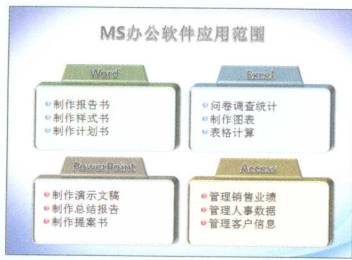 MS办公软件应用范围
Word
制作报告书
制作样式书
制作计划书
Excel
问卷调查统计
制作图表
表格计算
PowerPoint
制作演示文稿
制作总结报告
制作提案书
Access
管理销售业绩
管理人事数据
管理客户信息